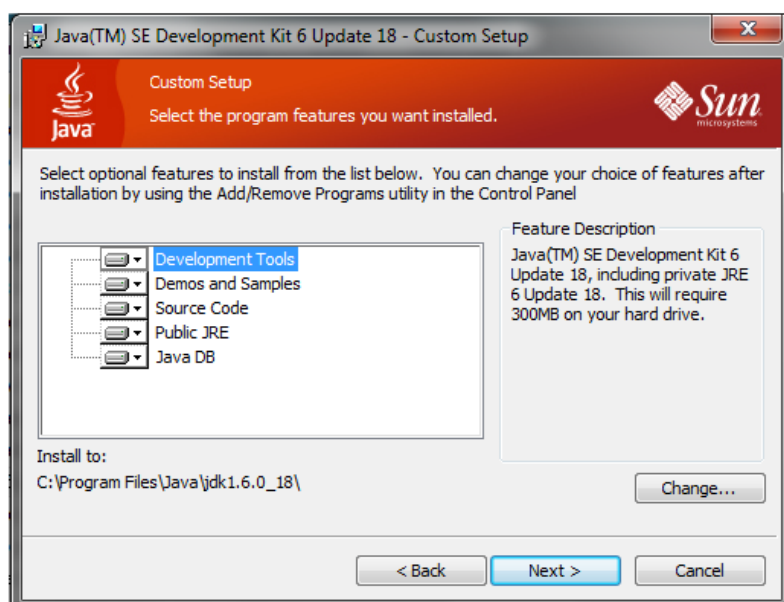 Java(TM) SE Development Kit 6 Update 18 - Custom Setup
Java
Custom Setup
Select the program features you want installed.
Sun
microsystems
Select optional features to install from the list below. You can change your choice of features after
installation by using the Add/Remove Programs utility in the Control Panel
Development Tools
Demos and Samples
Source Code
Public JRE
Java DB
Feature Description
Java(TM) SE Development Kit 6
Update 18, including private JRE
6 Update 18. This will require
300MB on your hard drive.
Install to:
C:\Program Files\Java\jdk1.6.0_18\
Change...
< Back
Next >
Cancel